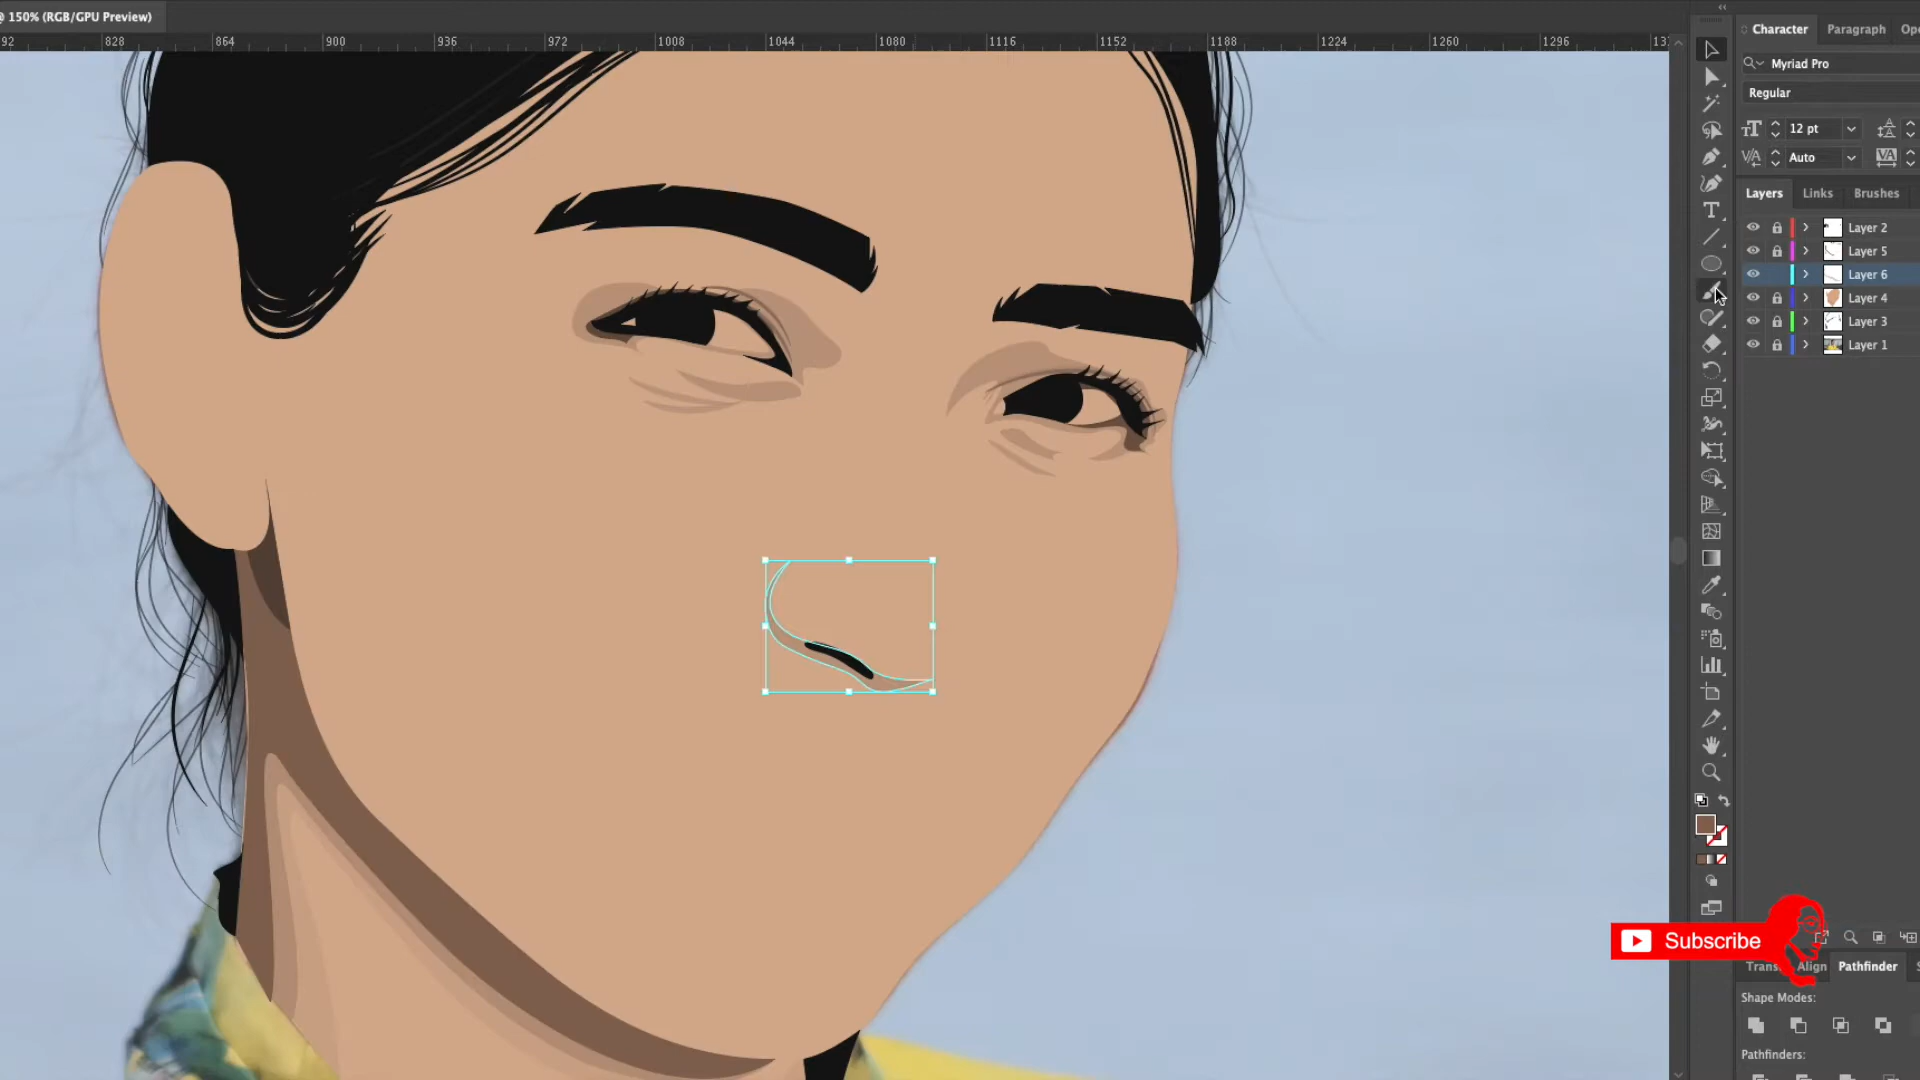 @ 150% (RGB/GPU Preview)
92 828 864 900 936 972 1008 1044 1080 1116 1152 1188 1224 1260 1296
Character Paragraph
Myriad Pro
Regular
12 pt
Auto
Layers Links Brushes
Layer 2
Layer 5
Layer 6
Layer 4
Layer 3
Layer 1
Subscribe
Align Pathfinder
Shape Modes:
Pathfinders: